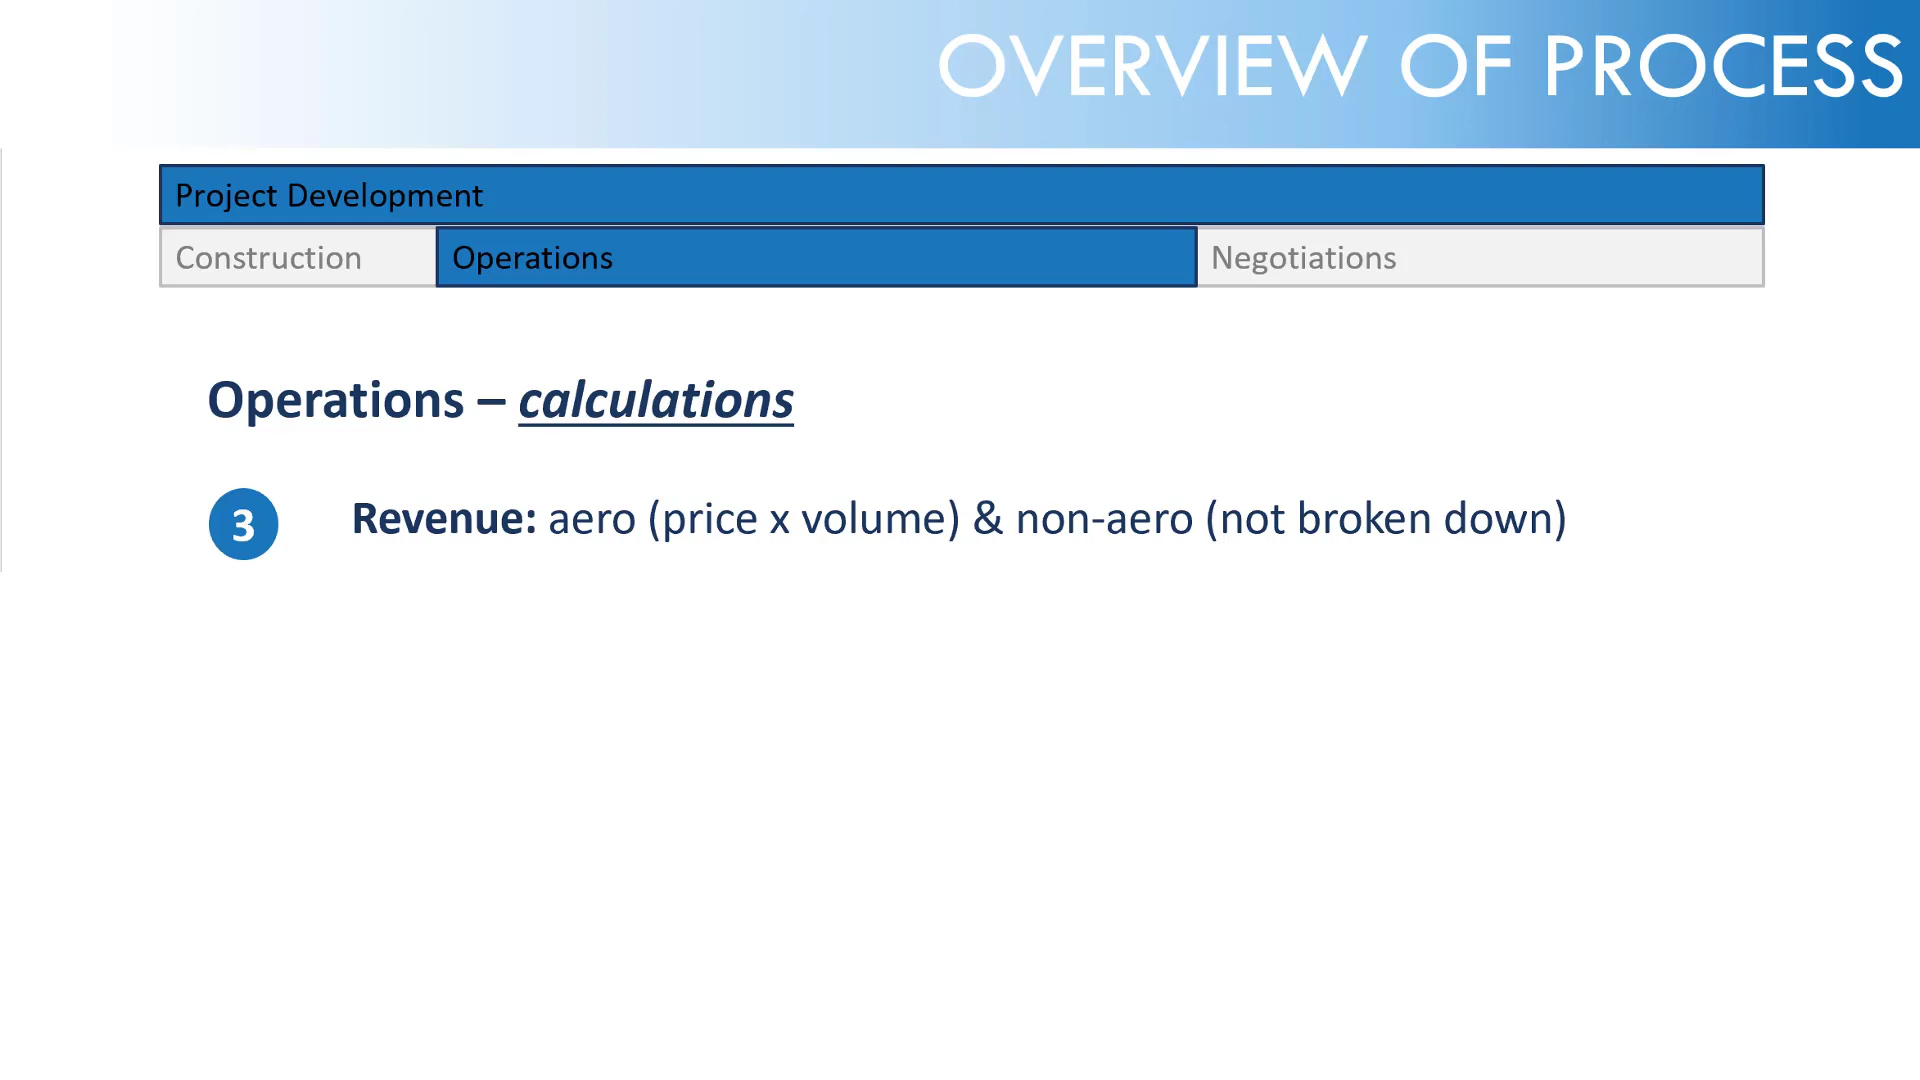 OVERVIEW OF PROCESS
Project Development
Construction
Operations
Negotiations
Operations – calculations
3
Revenue: aero (price x volume) & non-aero (not broken down)